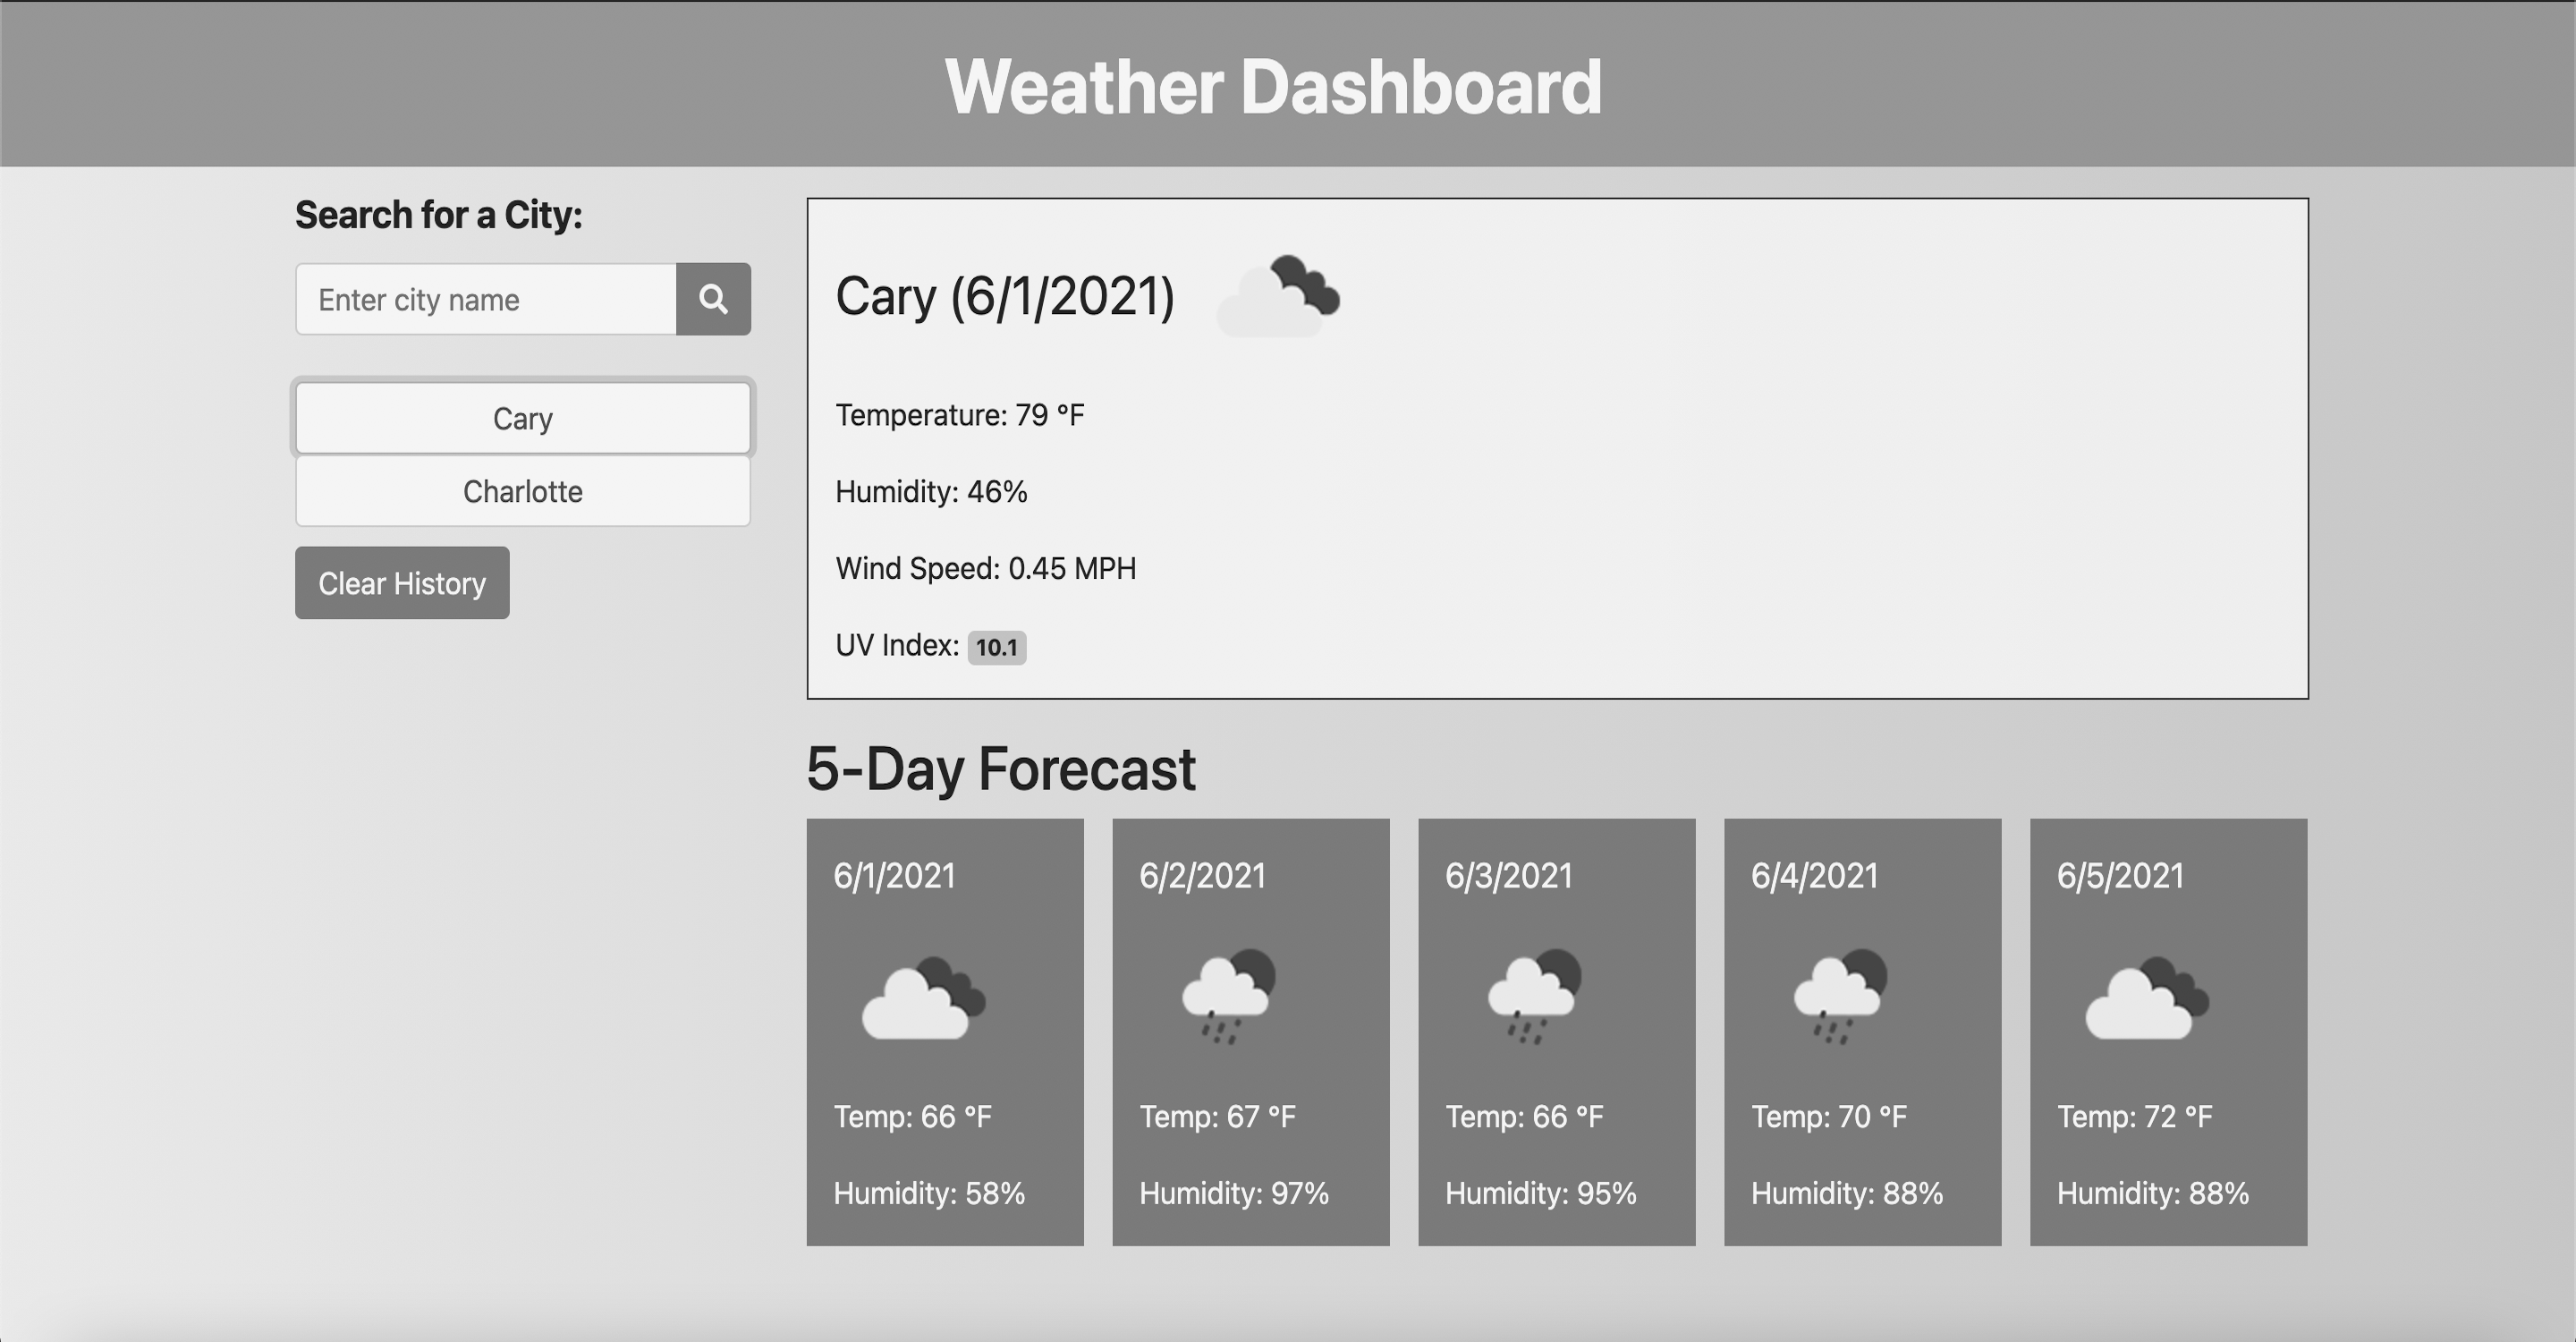 Weather Dashboard
Search for a City:
Enter city name
Cary
Charlotte
Clear History
Cary (6/1/2021)
Temperature: 79 °F
Humidity: 46%
Wind Speed: 0.45 MPH
UV Index: 10.1
5-Day Forecast
6/1/2021
Temp: 66 °F
Humidity: 58%
6/2/2021
Temp: 67 °F
Humidity: 97%
6/3/2021
Temp: 66 °F
Humidity: 95%
6/4/2021
Temp: 70 °F
Humidity: 88%
6/5/2021
Temp: 72 °F
Humidity: 88%